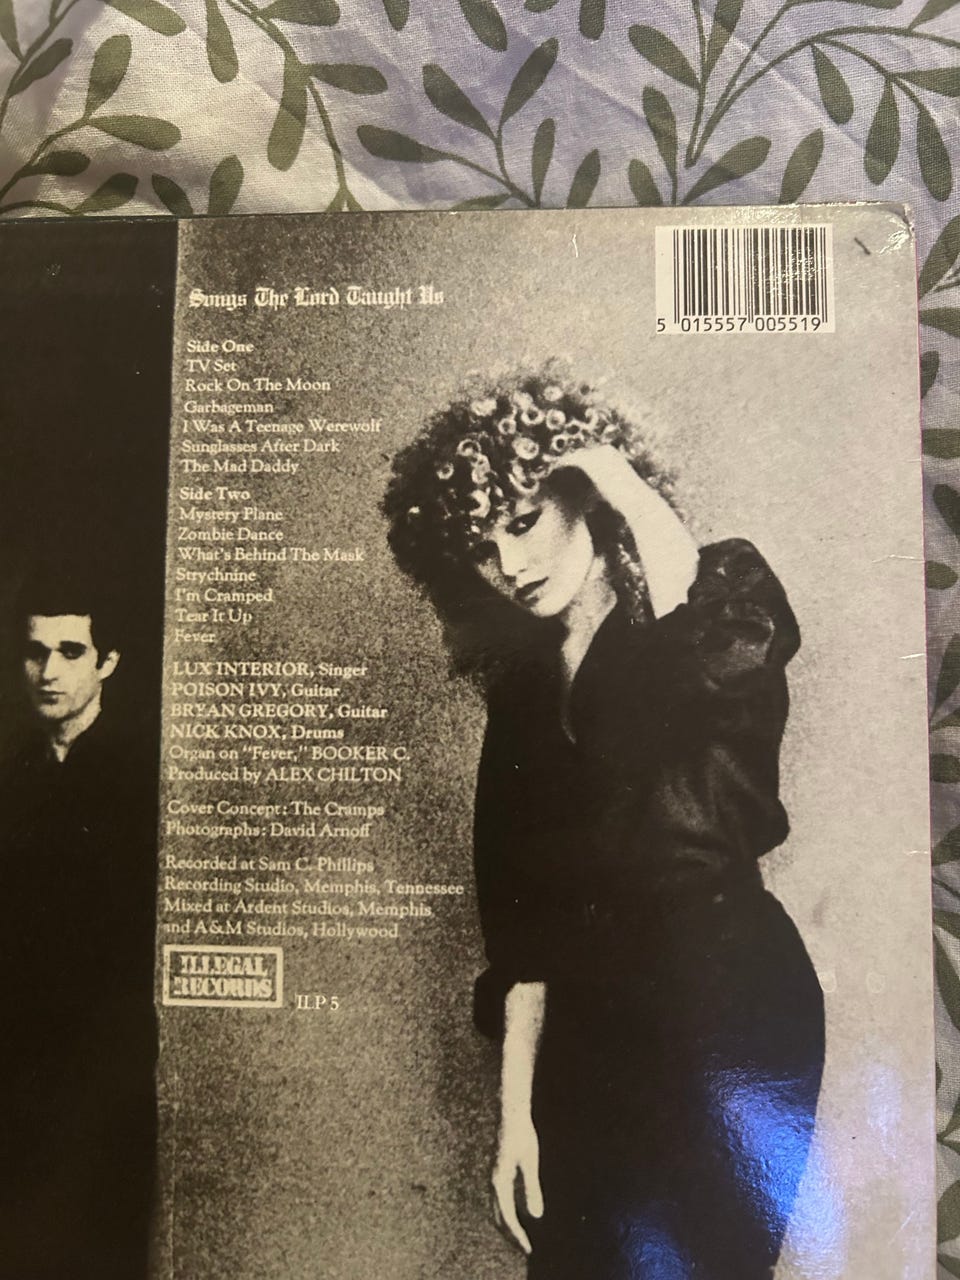 Songs The Lord Taught Us
5 015557 005519
Side One
TV Set
Rock On The Moon
Garbageman
I Was A Teenage Werewolf
Sunglasses After Dark
The Mad Daddy
Side Two
Mystery Plane
Zombie Dance
What's Behind The Mask
Strychnine
I'm Cramped
Tear It Up
Fever
LUX INTERIOR, Singer
POISON IVY, Guitar
BRYAN GREGORY, Guitar
NICK KNOX, Drums
Organ on "Fever," BOOKER C.
Produced by ALEX CHILTON
Cover Concept: The Cramps
Photographs: David Arnoff
Recorded at Sam C. Phillips
Recording Studio, Memphis, Tennessee
Mixed at Ardent Studios, Memphis
and A&M Studios, Hollywood
ILLEGAL
RECORDS
ILP 5